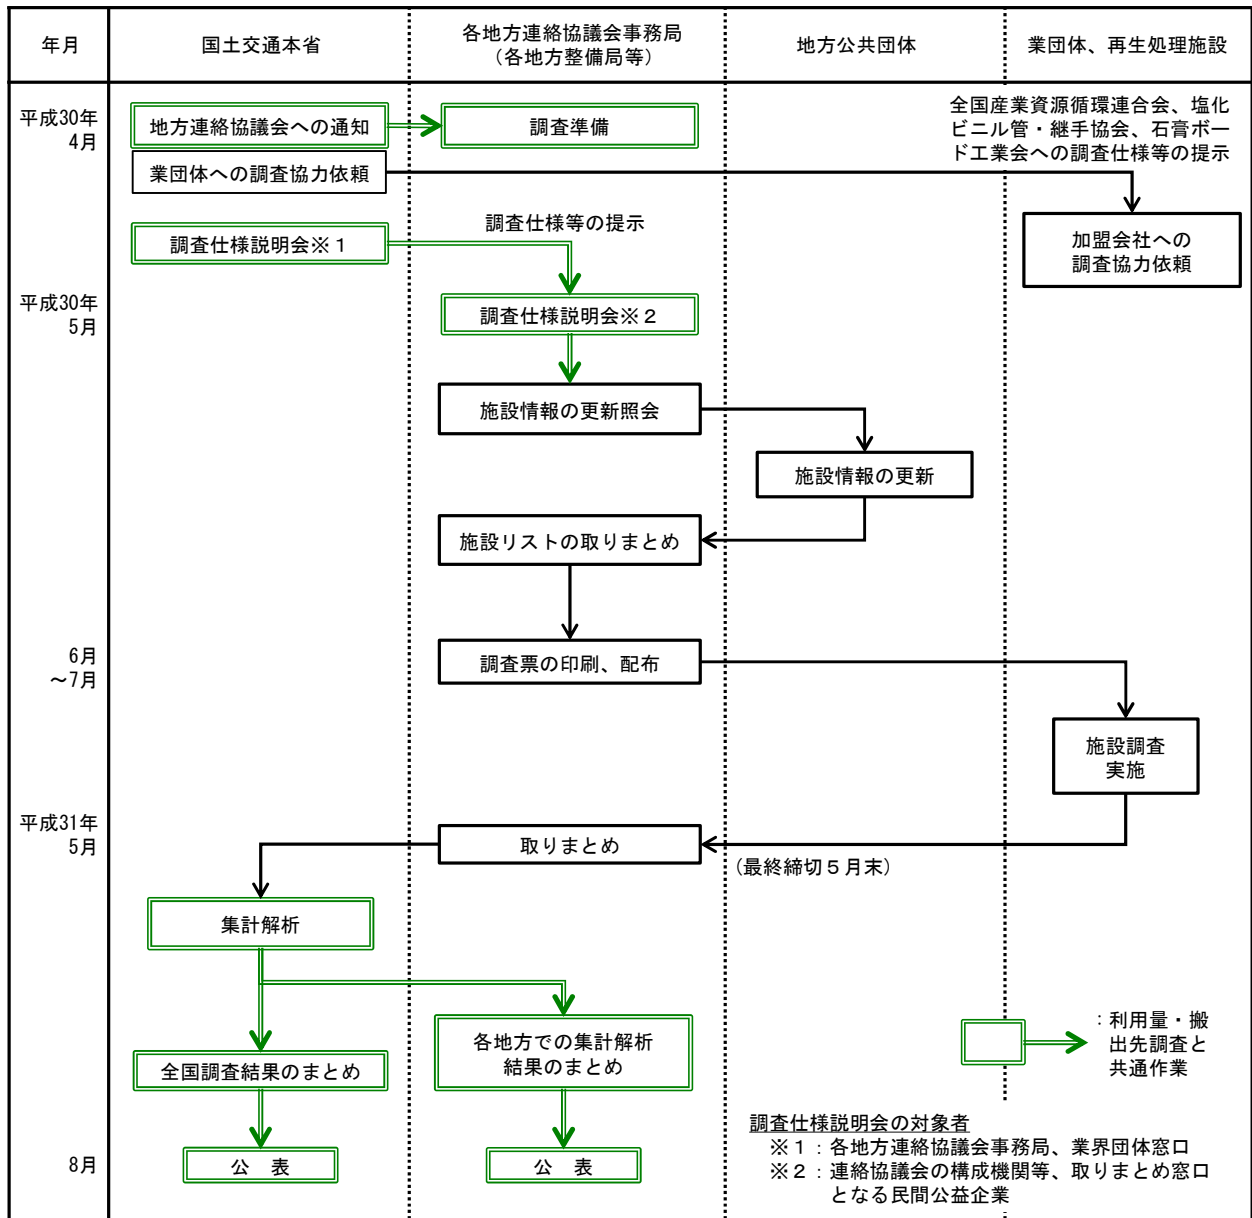 年月
国土交通本省
各地方連絡協議会事務局
（各地方整備局等）
地方公共団体
業団体、再生処理施設
平成30年
4月
地方連絡協議会への通知
調査準備
全国産業資源循環連合会、塩化
ビニル管・継手協会、石膏ボー
ド工業会への調査仕様等の提示
業団体への調査協力依頼
調査仕様説明会※１
調査仕様等の提示
加盟会社への
調査協力依頼
平成30年
5月
調査仕様説明会※２
施設情報の更新照会
施設情報の更新
施設リストの取りまとめ
6月
～7月
調査票の印刷、配布
施設調査
実施
平成31年
5月
取りまとめ
(最終締切５月末)
集計解析
各地方での集計解析
結果のまとめ
全国調査結果のまとめ
：利用量・搬
出先調査と
共通作業
8月
公　表
公　表
調査仕様説明会の対象者
※１：各地方連絡協議会事務局、業界団体窓口
※２：連絡協議会の構成機関等、取りまとめ窓口
となる民間公益企業